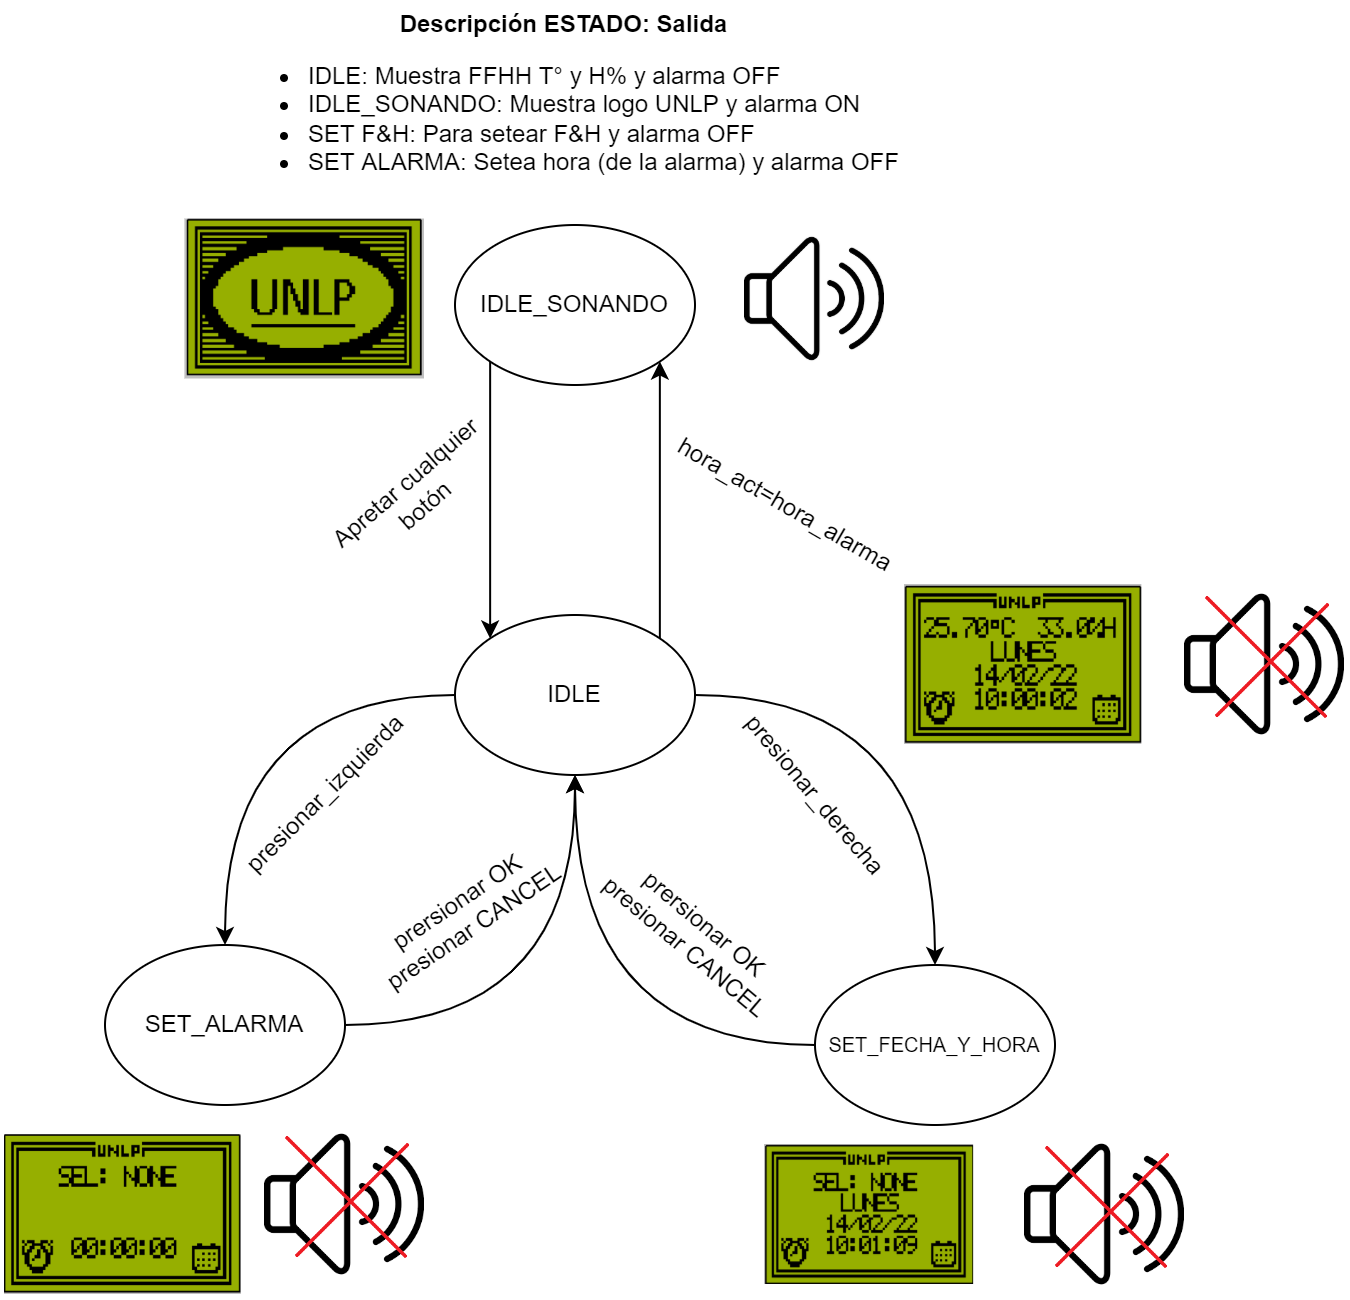 Descripción ESTADO: Salida
IDLE: Muestra FFHH T° y H% y alarma OFF
IDLE_SONANDO: Muestra logo UNLP y alarma ON
SET F&H: Para setear F&H y alarma OFF
SET ALARMA: Setea hora (de la alarma) y alarma OFF
UNLP
IDLE_SONANDO
Apretar cualquier
botón
hora_act=hora_alarma
UNLP
25.70°C 33.00%H
LUNES
14/02/22
10:00:02
IDLE
presionar_izquierda
presionar_derecha
prersionar OK
presionar CANCEL
prersionar OK
presionar CANCEL
SET_ALARMA
SET_FECHA_Y_HORA
UNLP
SEL: NONE
00:00:00
UNLP
SEL: NONE
LUNES
14/02/22
10:01:09